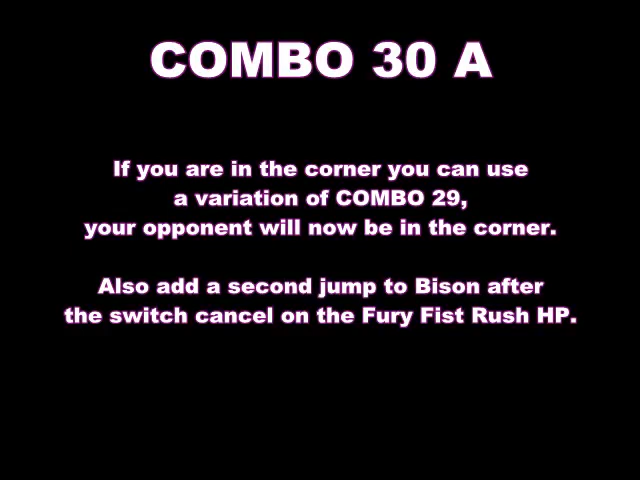 COMBO 30 A
If you are in the corner you can use
a variation of COMBO 29,
your opponent will now be in the corner.
Also add a second jump to Bison after
the switch cancel on the Fury Fist Rush HP.